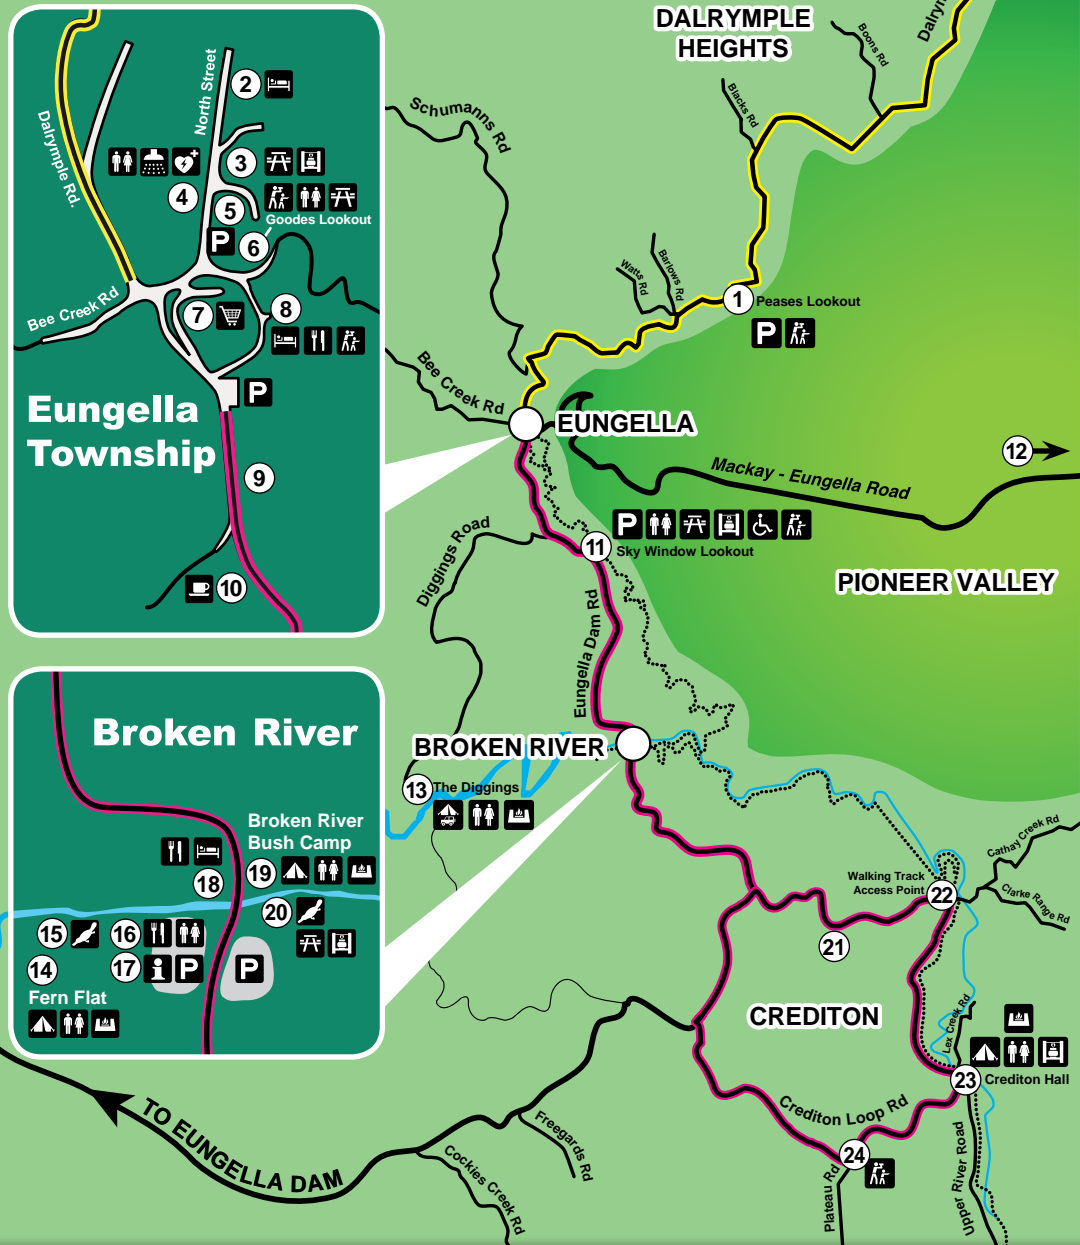 DALRYMPLE
HEIGHTS
Dalrym
Boons Rd
Blacks Rd
Schumanns Rd
Watts Rd
Barlows Rd
1
Peases Lookout
P
Bee Creek Rd
EUNGELLA
Mackay - Eungella Road
12
P
11
Sky Window Lookout
Diggings Road
Eungella Dam Rd
PIONEER VALLEY
BROKEN RIVER
13
The Diggings
Walking Track
Access Point
22
Cathay Creek Rd
Clarke Range Rd
21
CREDITON
Lex Creek Rd
23
Crediton Hall
Crediton Loop Rd
24
Plateau Rd
Upper River Road
TO EUNGELLA DAM
Freegards Rd
Cockies Creek Rd
Dalrymple Rd.
North Street
2
3
4
5
Goodes Lookout
P
6
Bee Creek Rd
7
8
P
Eungella
Township
9
10
Broken River
Broken River
Bush Camp
18
19
20
15
16
14
17
P
P
Fern Flat